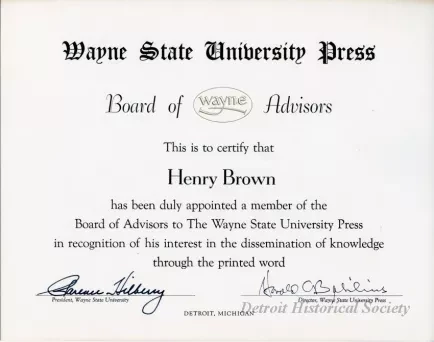 Wayne State University Press
Board of wayne Advisors
This is to certify that
Henry Brown
has been duly appointed a member of the
Board of Advisors to The Wayne State University Press
in recognition of his interest in the dissemination of knowledge
through the printed word
Clarence Hilberry
President, Wayne State University
Director, Wayne State University Press
DETROIT, MICHIGAN
Detroit Historical Society